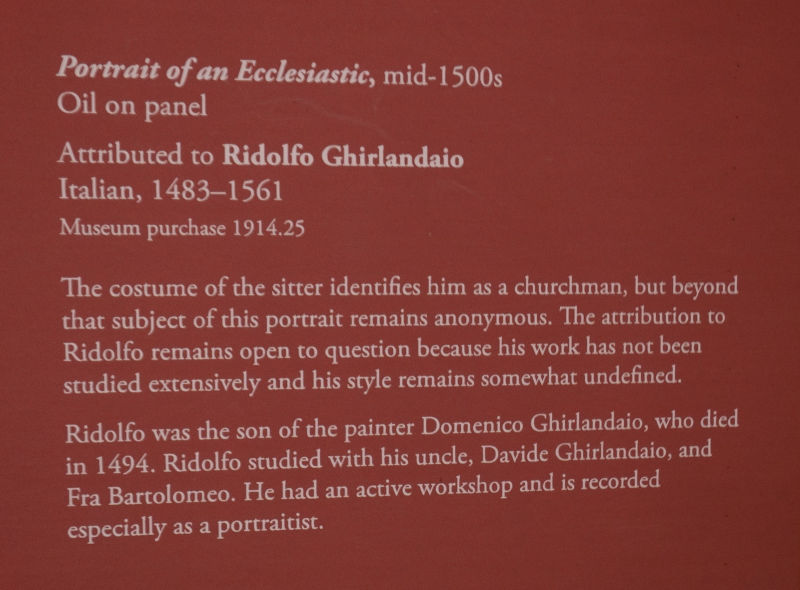 Portrait of an Ecclesiastic, mid-1500s
Oil on panel
Attributed to Ridolfo Ghirlandaio
Italian, 1483–1561
Museum purchase 1914.25
The costume of the sitter identifies him as a churchman, but beyond
that subject of this portrait remains anonymous. The attribution to
Ridolfo remains open to question because his work has not been
studied extensively and his style remains somewhat undefined.
Ridolfo was the son of the painter Domenico Ghirlandaio, who died
in 1494. Ridolfo studied with his uncle, Davide Ghirlandaio, and
Fra Bartolomeo. He had an active workshop and is recorded
especially as a portraitist.